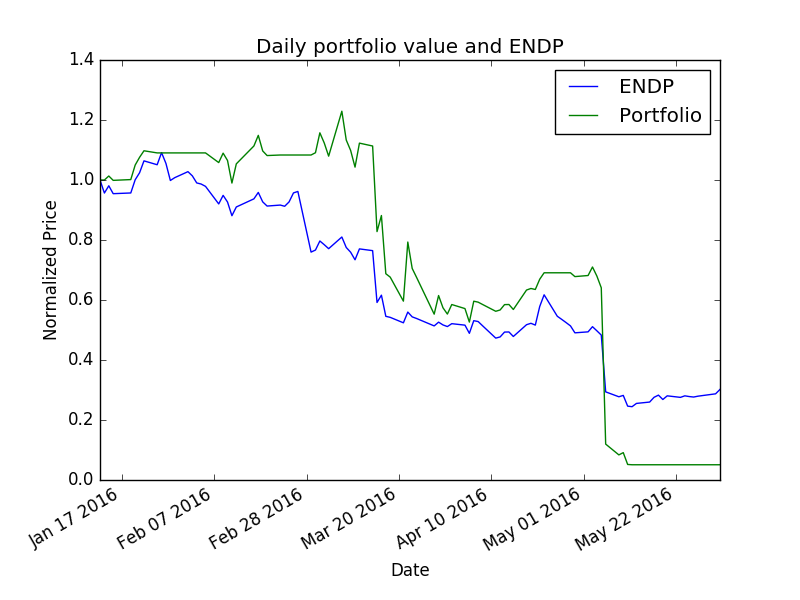 Daily portfolio value and ENDP
1.4
1.2
1.0
0.8
0.6
0.4
0.2
0.0
Normalized Price
ENDP
Portfolio
Jan 17 2016
Feb 07 2016
Feb 28 2016
Mar 20 2016
Apr 10 2016
May 01 2016
May 22 2016
Date